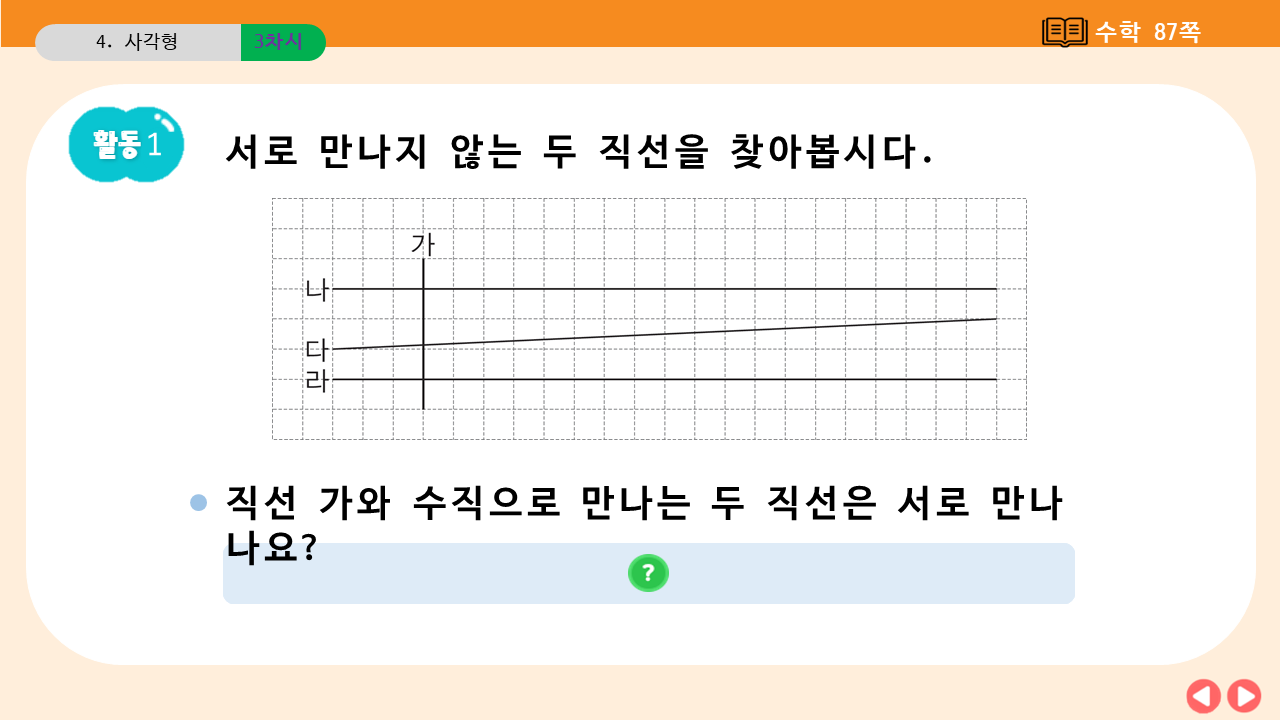 4. 사각형
3차시
수학 87쪽
활동 1
서로 만나지 않는 두 직선을 찾아봅시다.
가
나
다
라
직선 가와 수직으로 만나는 두 직선은 서로 만나
나요?
?